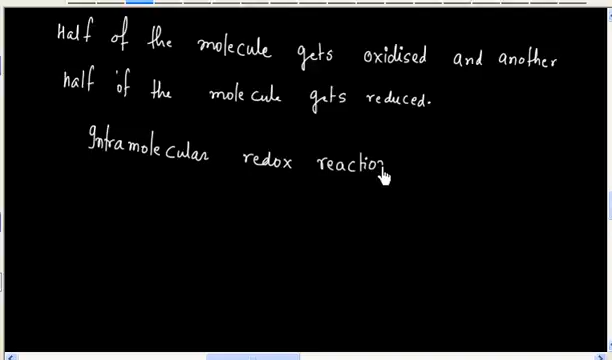 Half of the molecule gets oxidised and another
half of the molecule gets reduced.
Intramolecular redox reaction